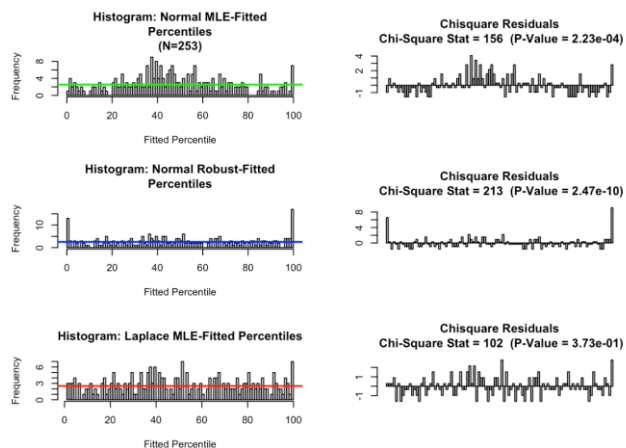 Histogram: Normal MLE-Fitted
Percentiles
(N=253)
Frequency
8
4
0
0
20
40
60
80
100
Fitted Percentile
Chisquare Residuals
Chi-Square Stat = 156 (P-Value = 2.23e-04)
4
2
-1
Histogram: Normal Robust-Fitted
Percentiles
Frequency
10
0
0
20
40
60
80
100
Fitted Percentile
Chisquare Residuals
Chi-Square Stat = 213 (P-Value = 2.47e-10)
8
4
0
Histogram: Laplace MLE-Fitted Percentiles
Frequency
6
3
0
0
20
40
60
80
100
Fitted Percentile
Chisquare Residuals
Chi-Square Stat = 102 (P-Value = 3.73e-01)
1
-1